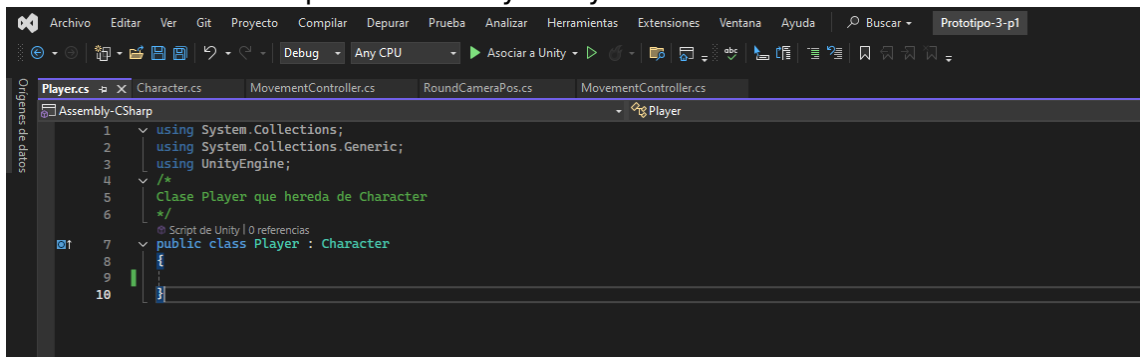 Archivo Editar Ver Git Proyecto Compilar Depurar Prueba Analizar Herramientas Extensiones Ventana Ayuda Buscar Prototipo-3-p1
Debug Any CPU Asociar a Unity abc
Player.cs Character.cs MovementController.cs RoundCameraPos.cs MovementController.cs
Orígenes de datos
Assembly-CSharp Player
1 using System.Collections;
2 using System.Collections.Generic;
3 using UnityEngine;
4 /*
5 Clase Player que hereda de Character
6 */
Script de Unity | 0 referencias
7 public class Player : Character
8 {
9
10 }